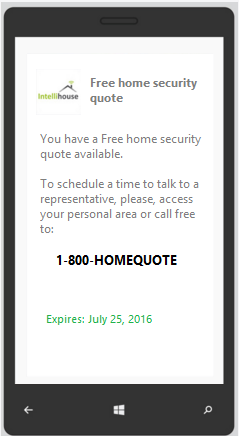 Intellihouse
Free home security
quote
You have a Free home security
quote available.
To schedule a time to talk to a
representative, please, access
your personal area or call free
to:
1-800-HOMEQUOTE
Expires: July 25, 2016